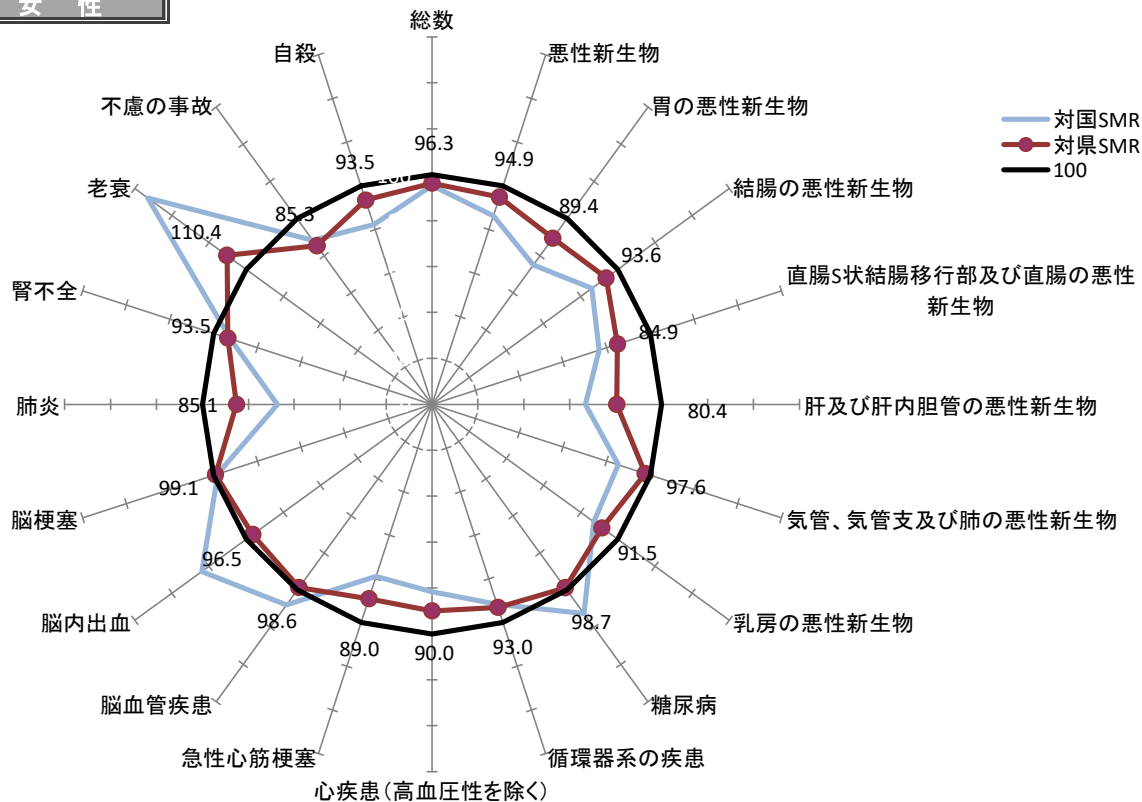 女 性
総数
悪性新生物
胃の悪性新生物
結腸の悪性新生物
直腸S状結腸移行部及び直腸の悪性
新生物
肝及び肝内胆管の悪性新生物
気管、気管支及び肺の悪性新生物
乳房の悪性新生物
糖尿病
循環器系の疾患
心疾患(高血圧性を除く)
急性心筋梗塞
脳血管疾患
脳内出血
脳梗塞
肺炎
腎不全
老衰
不慮の事故
自殺
96.3
94.9
89.4
93.6
84.9
80.4
97.6
91.5
98.7
93.0
90.0
89.0
98.6
96.5
99.1
85.1
93.5
110.4
85.3
93.5
対国SMR
対県SMR
100